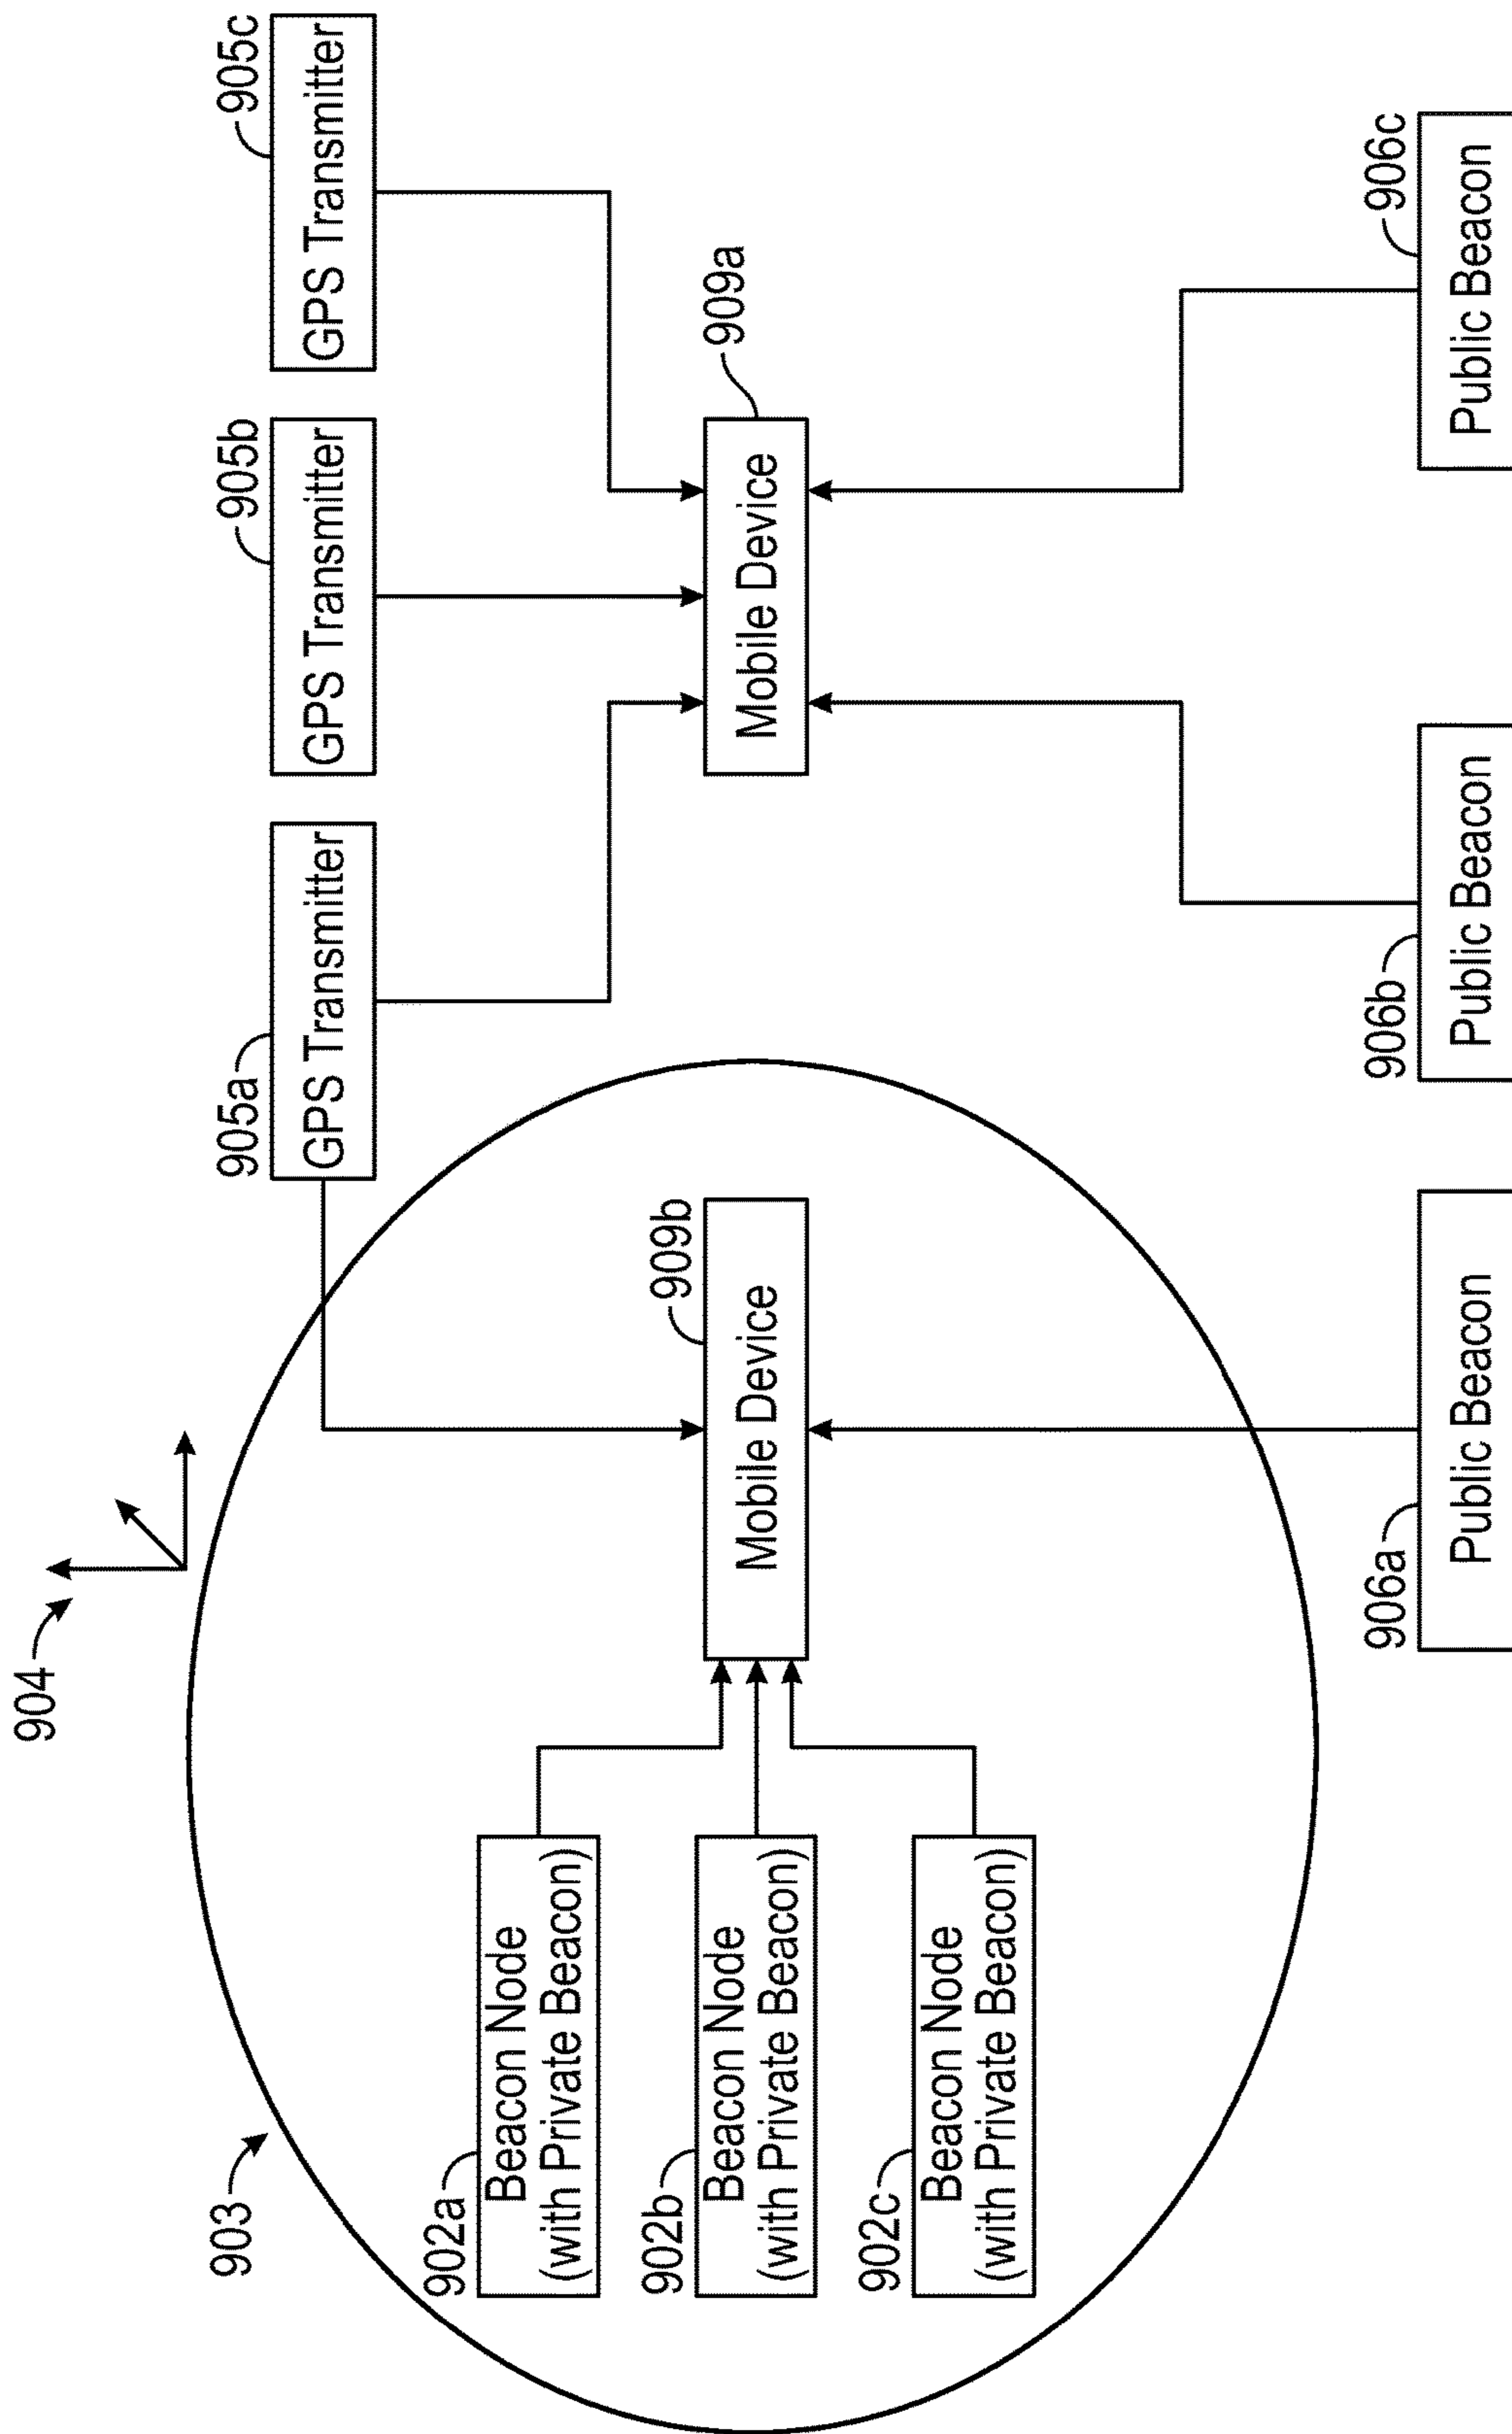 904
903
905a
GPS Transmitter
905b
GPS Transmitter
905c
GPS Transmitter
902a
Beacon Node
(with Private Beacon)
902b
Beacon Node
(with Private Beacon)
902c
Beacon Node
(with Private Beacon)
909b
Mobile Device
909a
Mobile Device
906a
Public Beacon
906b
Public Beacon
906c
Public Beacon